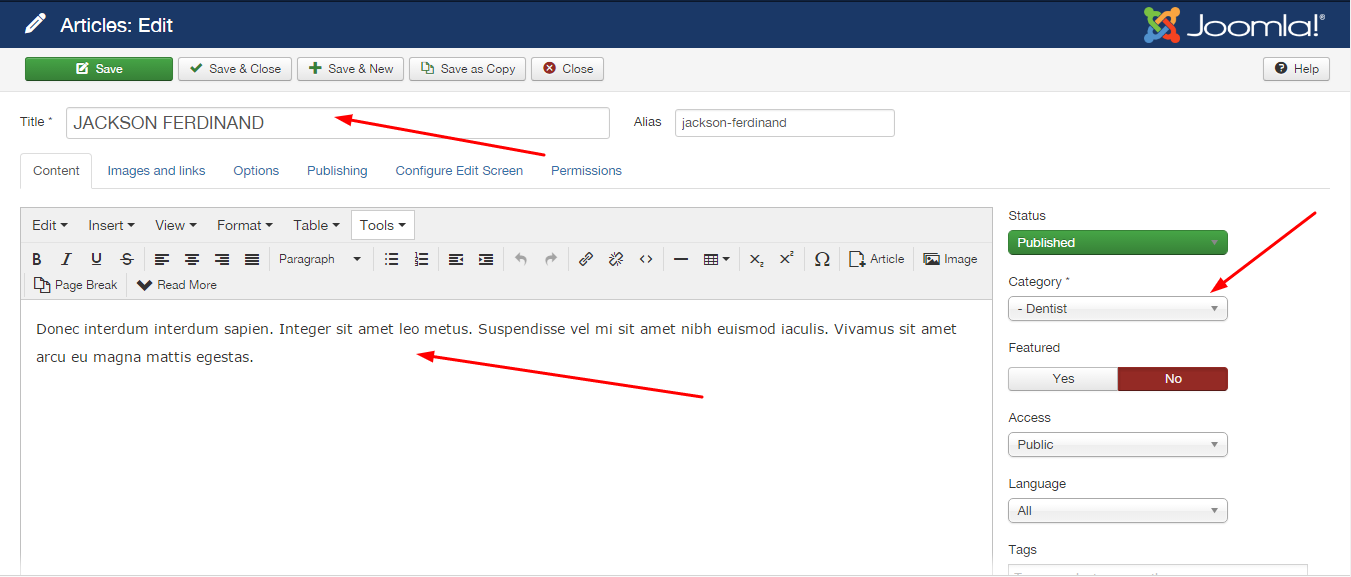 Articles: Edit
Joomla!®
Save
Save & Close
Save & New
Save as Copy
Close
Help
Title *
JACKSON FERDINAND
Alias
jackson-ferdinand
Content
Images and links
Options
Publishing
Configure Edit Screen
Permissions
Edit
Insert
View
Format
Table
Tools
B I U S
Paragraph
x₂
x²
Ω
Article
Image
Page Break
Read More
Donec interdum interdum sapien. Integer sit amet leo metus. Suspendisse vel mi sit amet nibh euismod iaculis. Vivamus sit amet
arcu eu magna mattis egestas.
Status
Published
Category *
- Dentist
Featured
Yes
No
Access
Public
Language
All
Tags